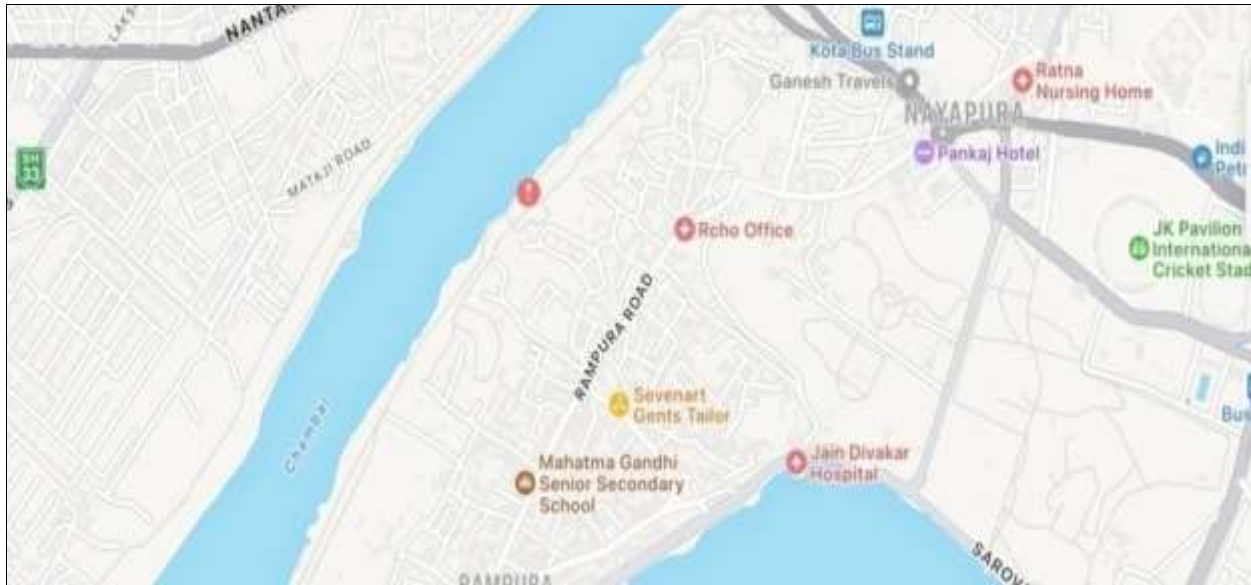 NANTA
LAKS
Kota Bus Stand
Ganesh Travels
Ratna
Nursing Home
NAYAPURA
SH
33
MATAJI ROAD
Pankaj Hotel
Indi
Petr
Rcho Office
JK Pavilion
Internationa
Cricket Stad
RAMPURA ROAD
Sevenart
Gents Tailor
Bus
Chambal
Jain Divakar
Hospital
Mahatma Gandhi
Senior Secondary
School
SAROV
RAMPURA